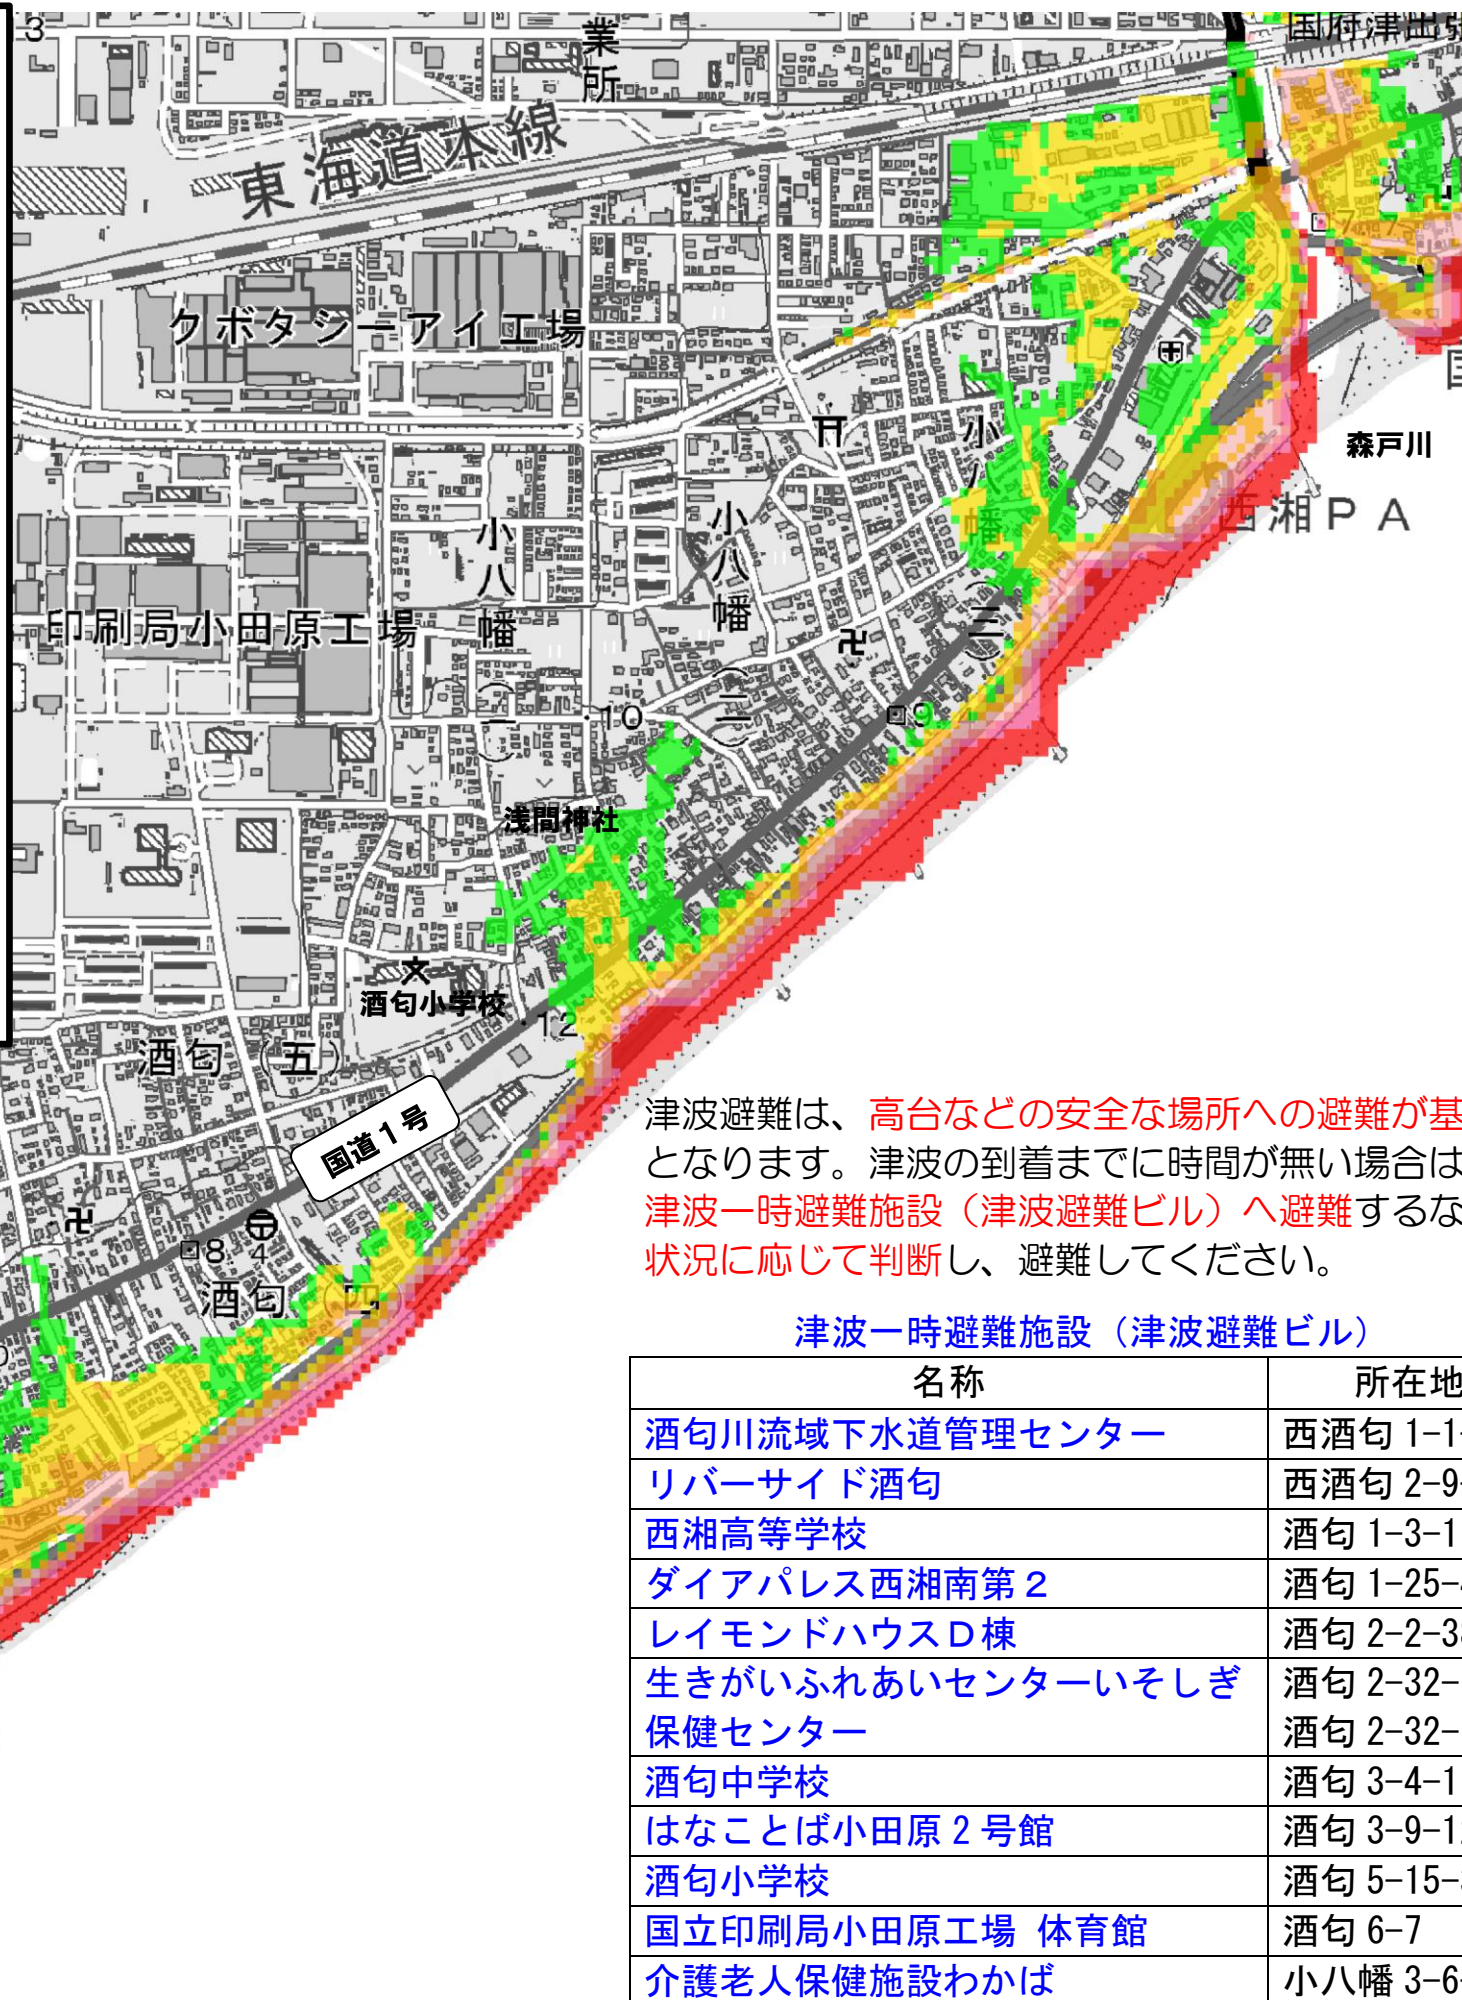 3
業所
国府津出張
東海道本線
7.7
クボタシーアイ工場
小八幡
森戸川
西湘PA
小八幡
小八幡
印刷局小田原工場
(三)
(一)
(二)
10
9
浅間神社
酒匂小学校
12
酒匂(五)
国道1号
8.4
酒匂(四)
津波避難は、高台などの安全な場所への避難が基
となります。津波の到着までに時間が無い場合は
津波一時避難施設（津波避難ビル）へ避難するな
状況に応じて判断し、避難してください。
津波一時避難施設（津波避難ビル）
名称 所在地
酒匂川流域下水道管理センター 西酒匂 1-1-
リバーサイド酒匂 西酒匂 2-9-
西湘高等学校 酒匂 1-3-1
ダイアパレス西湘南第２ 酒匂 1-25-
レイモンドハウスＤ棟 酒匂 2-2-3
生きがいふれあいセンターいそしぎ 酒匂 2-32-
保健センター 酒匂 2-32-
酒匂中学校 酒匂 3-4-1
はなことば小田原２号館 酒匂 3-9-1
酒匂小学校 酒匂 5-15-
国立印刷局小田原工場 体育館 酒匂 6-7
介護老人保健施設わかば 小八幡 3-6-